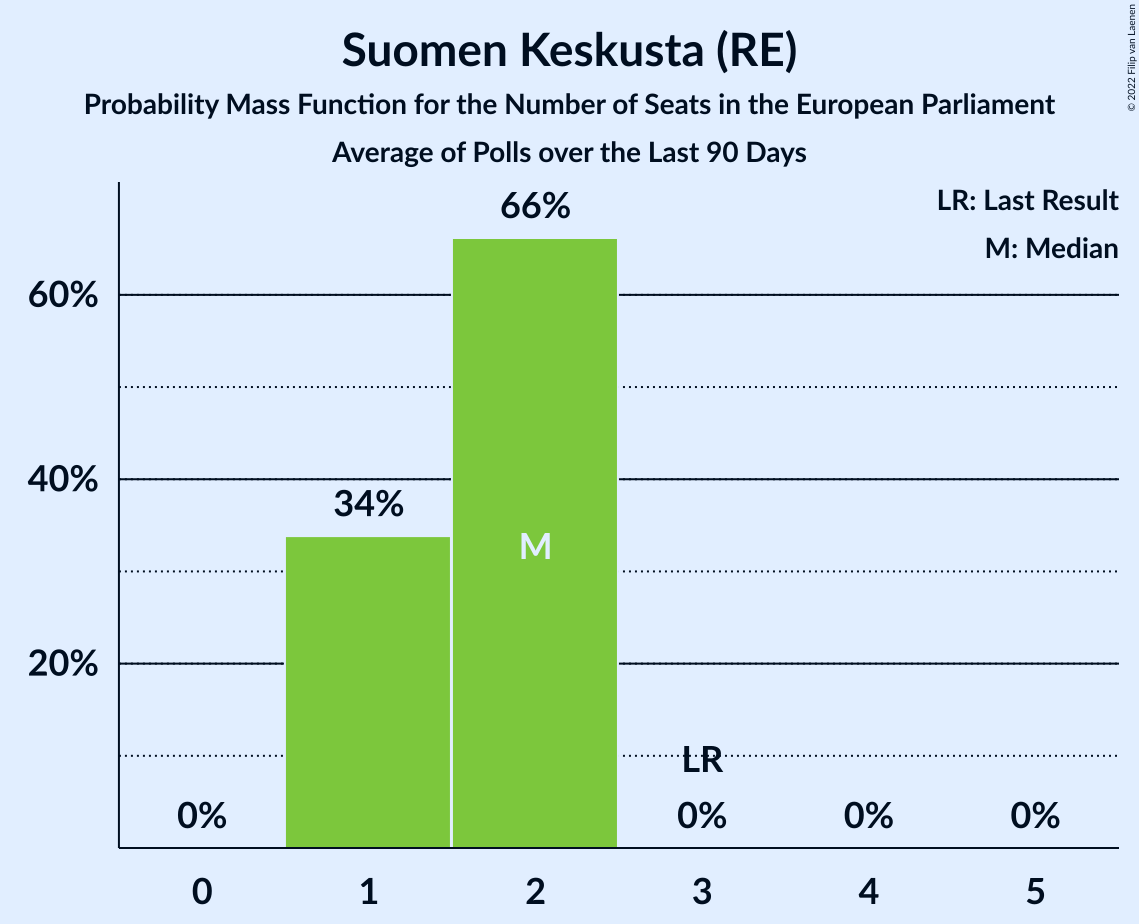 Suomen Keskusta (RE)
Probability Mass Function for the Number of Seats in the European Parliament
Average of Polls over the Last 90 Days
© 2022 Filip van Laenen
LR: Last Result
M: Median
66%
60%
40%
34%
M
20%
LR
0%
0%
0%
0%
0 1 2 3 4 5